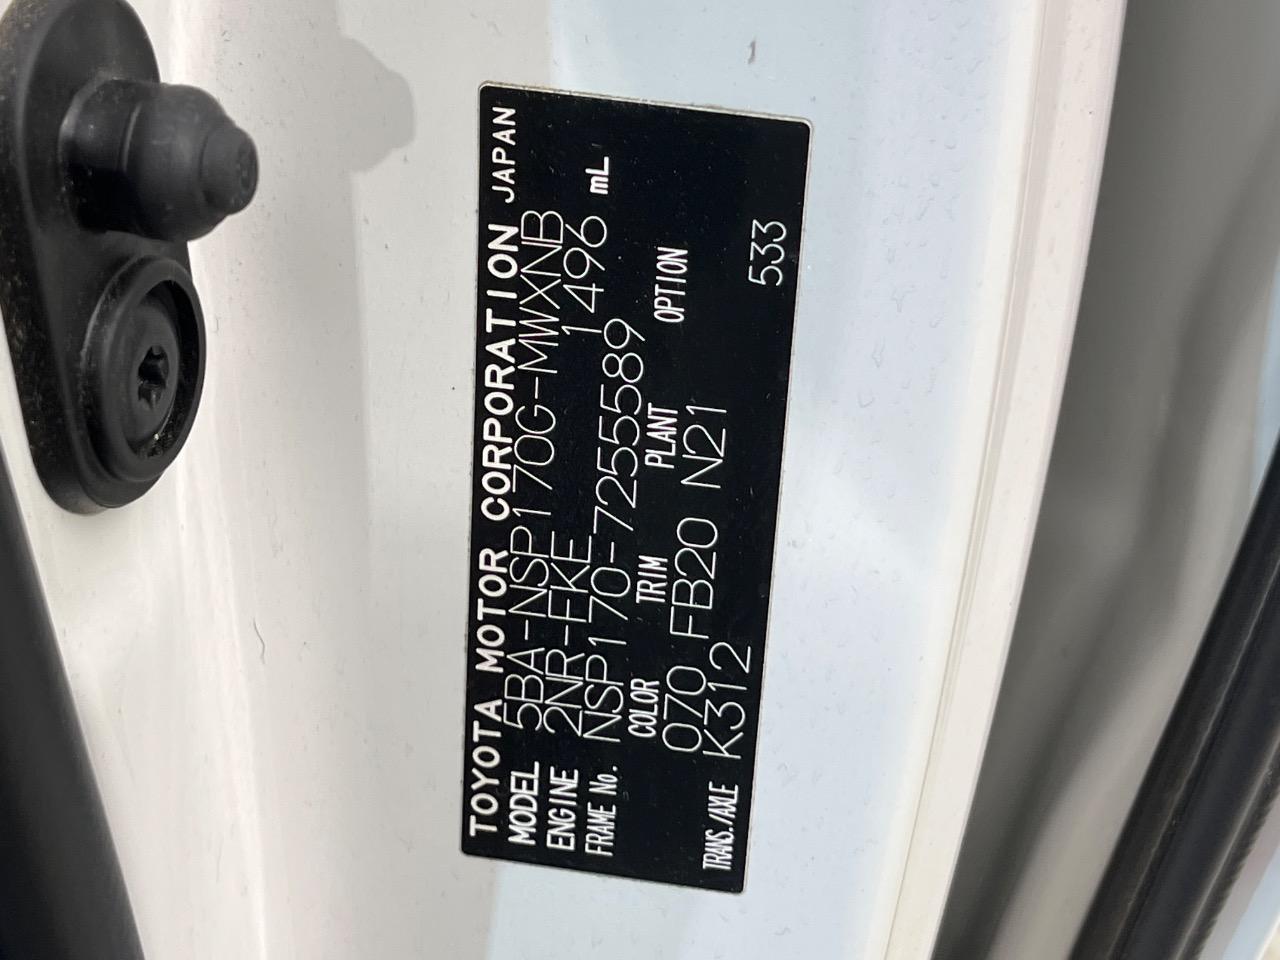 TOYOTA MOTOR CORPORATION JAPAN
MODEL 5BA-NSP170G-MWXNB
ENGINE 2NR-FKE 1496 mL
FRAME No. NSP170-7255589
COLOR TRIM PLANT OPTION
070 FB20 N21
TRANS./AXLE K312
533